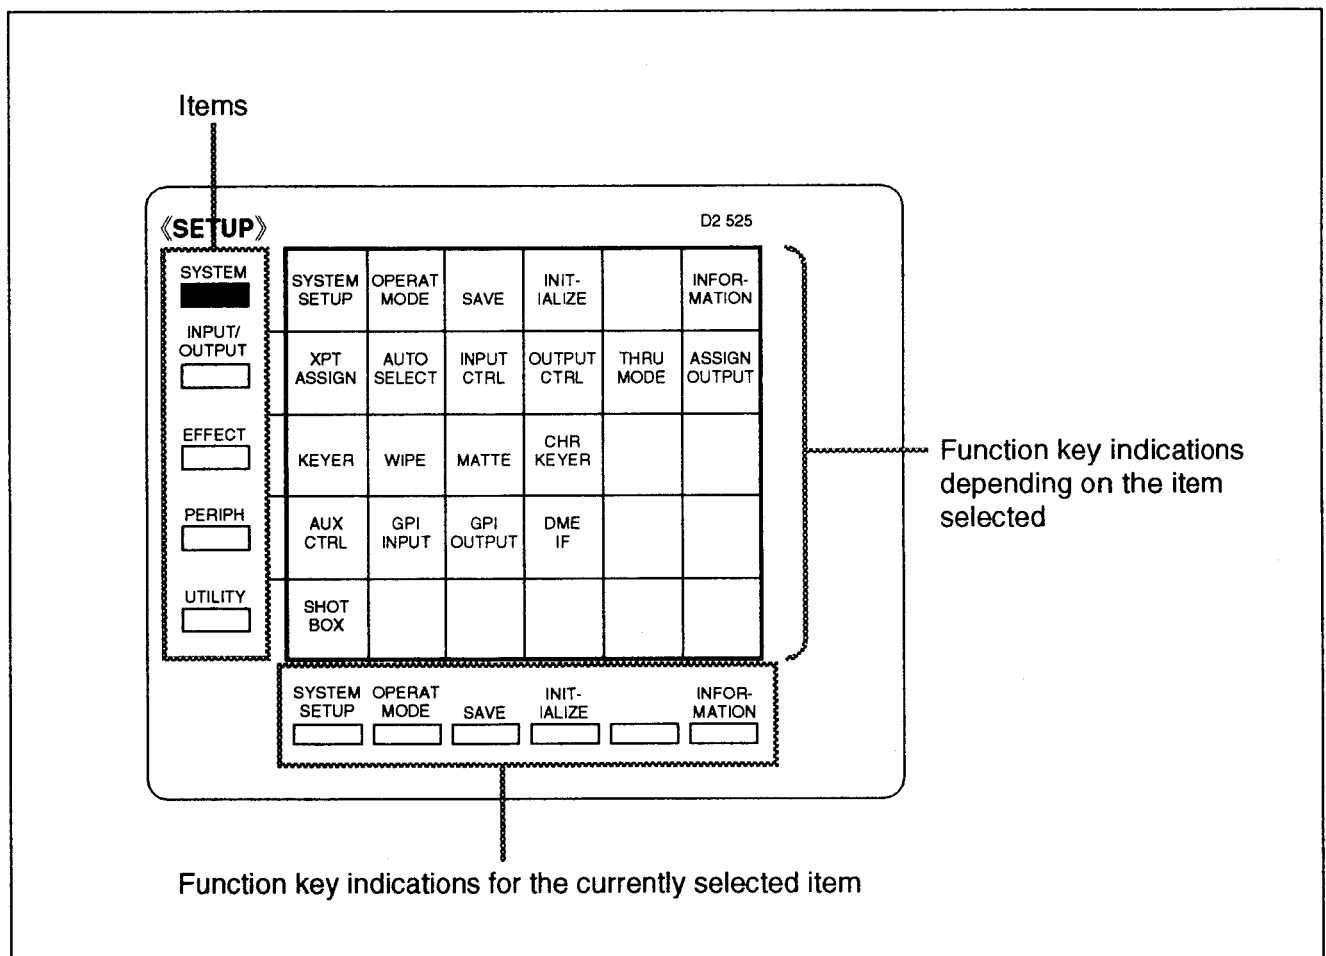 Items
《SETUP》
D2 525
SYSTEM
INPUT/
OUTPUT
EFFECT
PERIPH
UTILITY
SYSTEM OPERAT INIT- INFOR-
SETUP MODE SAVE IALIZE MATION
XPT AUTO INPUT OUTPUT THRU ASSIGN
ASSIGN SELECT CTRL CTRL MODE OUTPUT
CHR
KEYER WIPE MATTE KEYER
AUX GPI GPI DME
CTRL INPUT OUTPUT IF
SHOT
BOX
SYSTEM OPERAT INIT- INFOR-
SETUP MODE SAVE IALIZE MATION
Function key indications
depending on the item
selected
Function key indications for the currently selected item